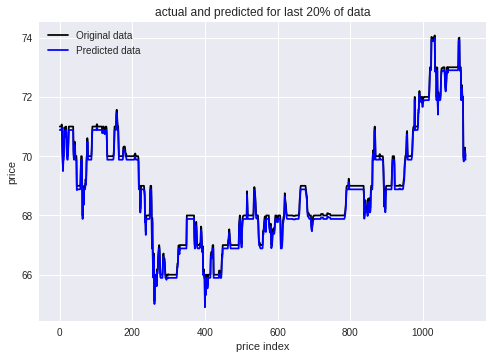 actual and predicted for last 20% of data
Original data
Predicted data
74
72
70
68
66
price
0
200
400
600
800
1000
price index